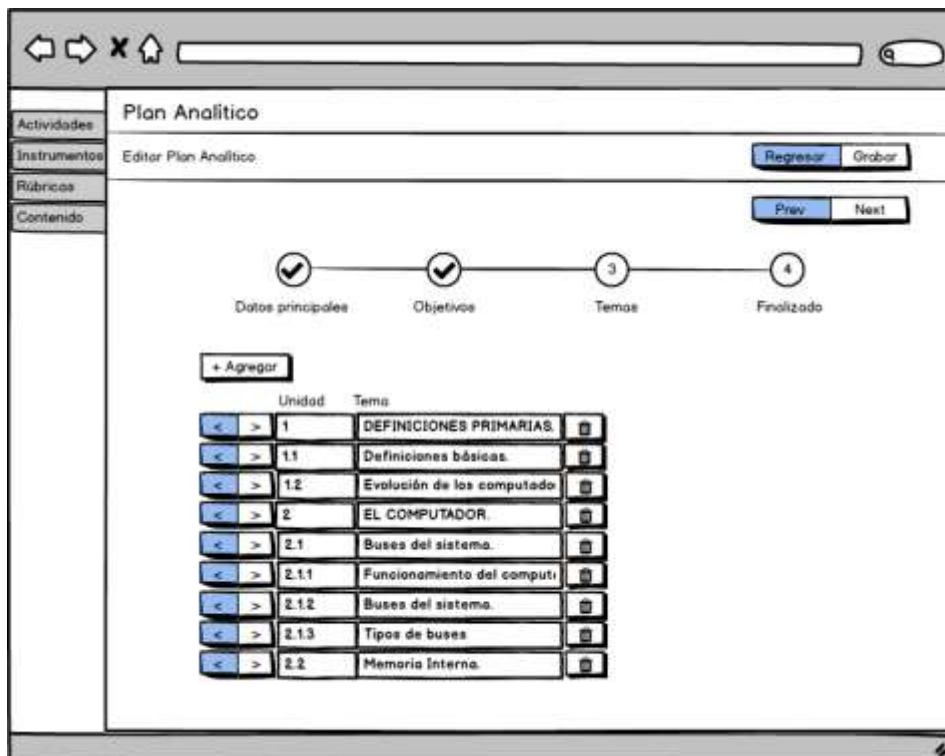 Plan Analítico
Actividades
Instrumentos
Rúbricas
Contenido
Editar Plan Analítico
Regresar Grabar
Prev Next
3 4
Datos principales Objetivos Temas Finalizado
+ Agregar
Unidad Tema
< > 1 DEFINICIONES PRIMARIAS.
< > 1.1 Definiciones básicas.
< > 1.2 Evolución de los computado
< > 2 EL COMPUTADOR.
< > 2.1 Buses del sistema.
< > 2.1.1 Funcionamiento del comput
< > 2.1.2 Buses del sistema.
< > 2.1.3 Tipos de buses
< > 2.2 Memoria Interna.